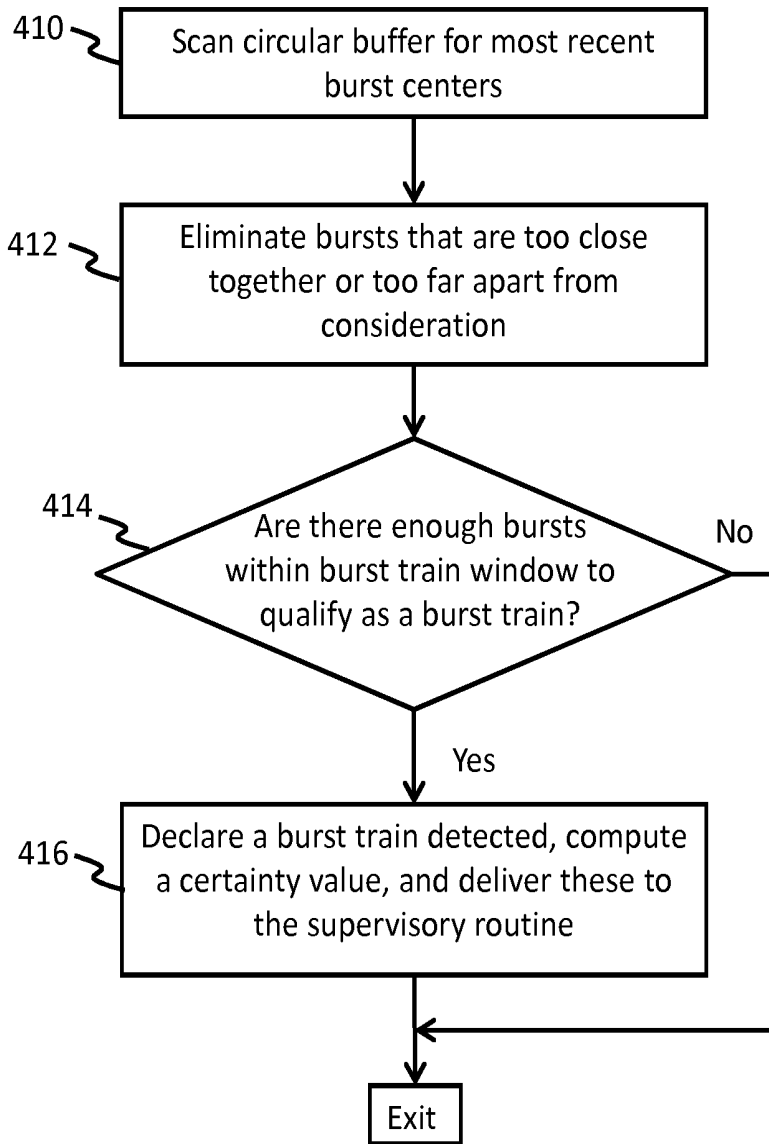 410
Scan circular buffer for most recent
burst centers
412
Eliminate bursts that are too close
together or too far apart from
consideration
414
Are there enough bursts
within burst train window to
qualify as a burst train?
No
Yes
416
Declare a burst train detected, compute
a certainty value, and deliver these to
the supervisory routine
Exit